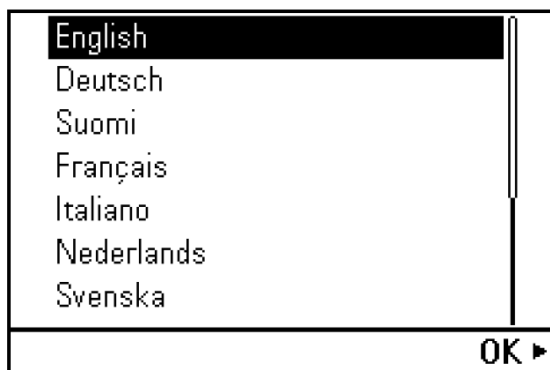 English
Deutsch
Suomi
Français
Italiano
Nederlands
Svenska
OK ►